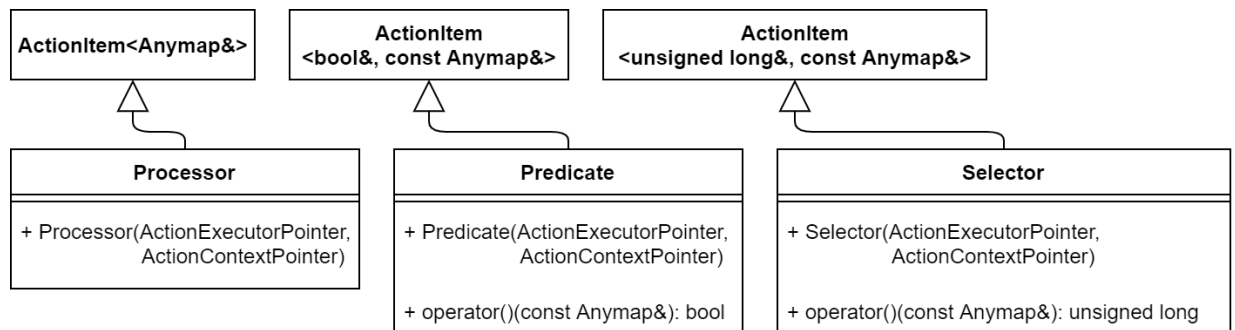 ActionItem<Anymap&>
ActionItem
<bool&, const Anymap&>
ActionItem
<unsigned long&, const Anymap&>
Processor
+ Processor(ActionExecutorPointer,
ActionContextPointer)
Predicate
+ Predicate(ActionExecutorPointer,
ActionContextPointer)
+ operator()(const Anymap&): bool
Selector
+ Selector(ActionExecutorPointer,
ActionContextPointer)
+ operator()(const Anymap&): unsigned long